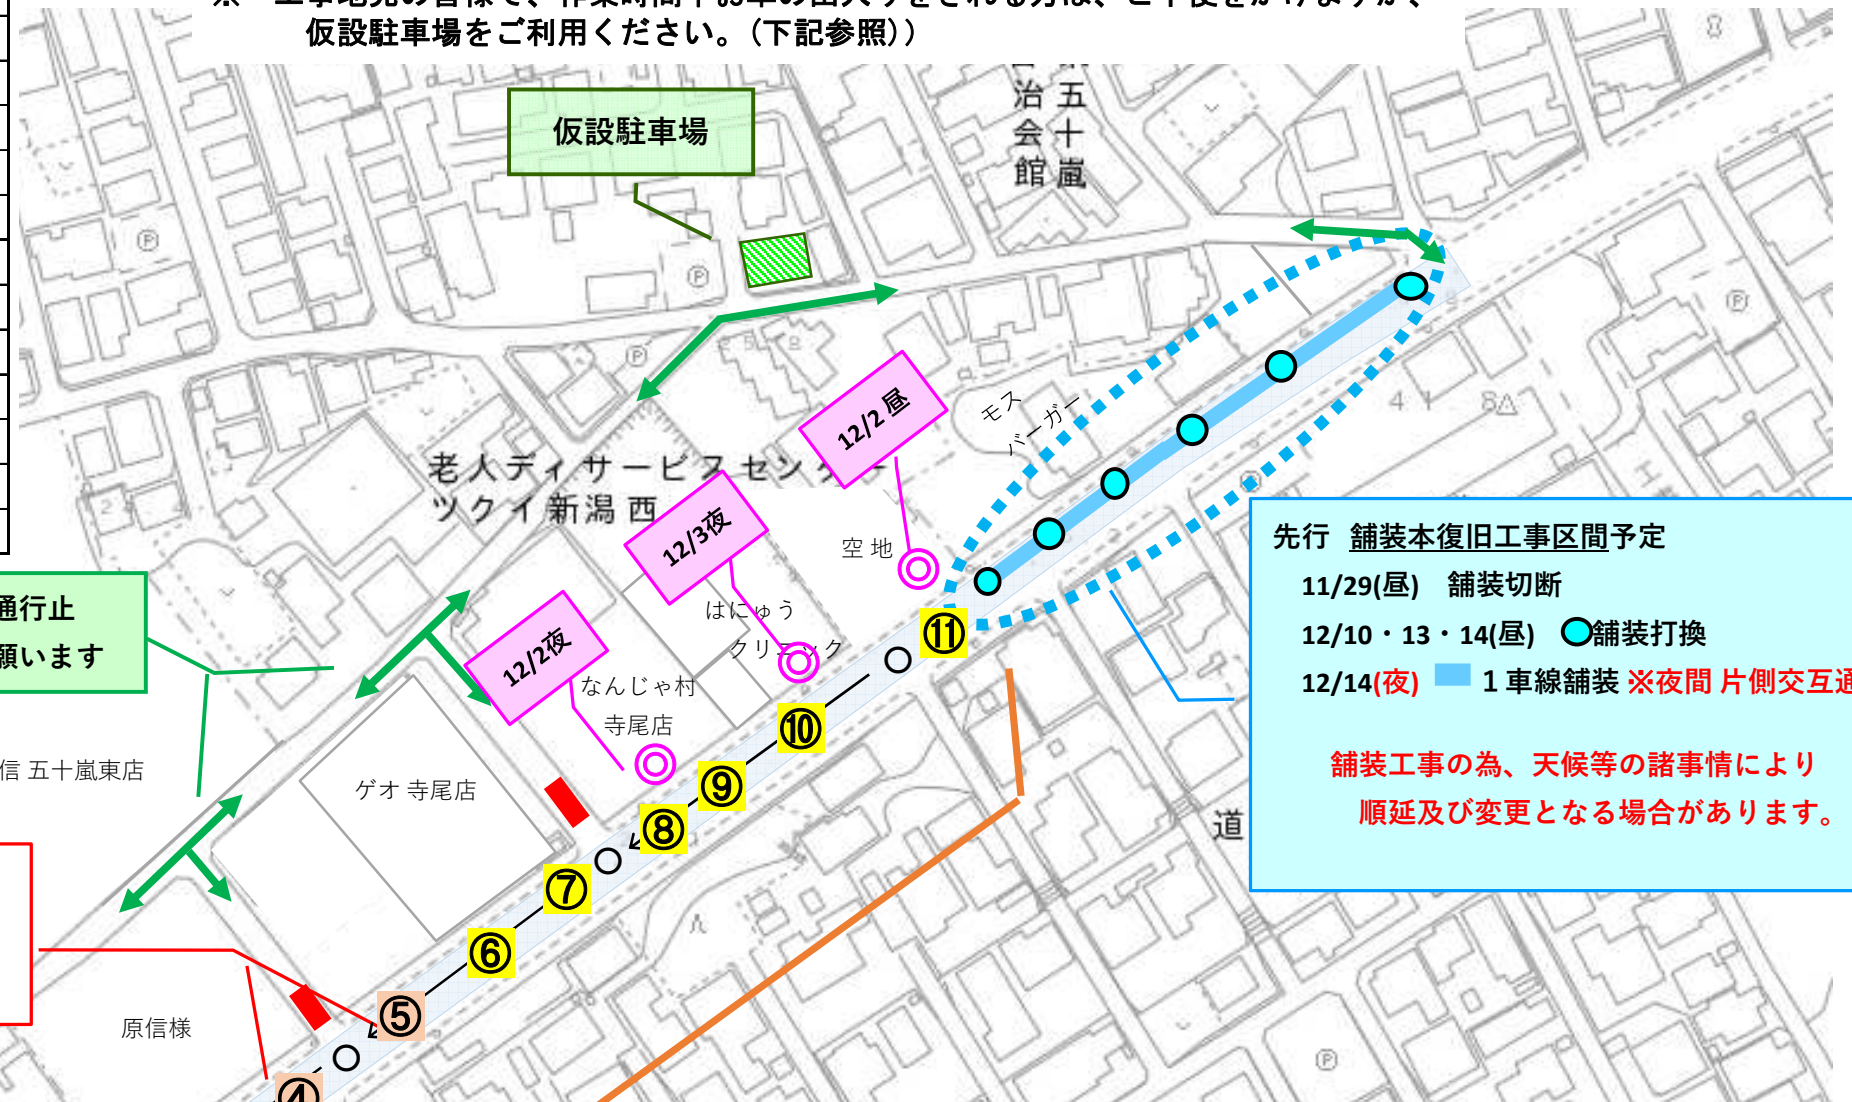 仮設駐車場をご利用ください。(下記参照))
仮設駐車場
五十嵐
治会館
12/2 昼
モス
バーガー
老人ディサービスセンター
ツクイ新潟西
12/3夜
空 地
はにゅう
クリニック
12/2夜
なんじゃ村
寺尾店
通行止
願います
信 五十嵐東店
ゲオ 寺尾店
原信様
道
⑪
⑩
⑨
⑧
⑦
⑥
⑤
④
先行 舗装本復旧工事区間予定
11/29(昼) 舗装切断
12/10・13・14(昼) 舗装打換
12/14(夜) 1車線舗装 ※夜間 片側交互通
舗装工事の為、天候等の諸事情により
順延及び変更となる場合があります。
Ⓟ
Ⓟ
Ⓟ
Ⓟ
Ⓟ